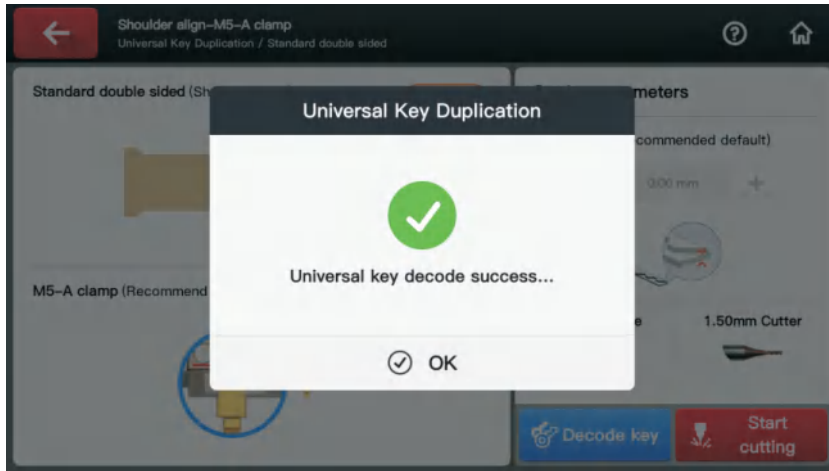 Shoulder align-M5-A clamp
Universal Key Duplication / Standard double sided
Standard double sided (Sh
meters
Universal Key Duplication
commended default)
0.00 mm +
Universal key decode success...
M5-A clamp (Recommend
e 1.50mm Cutter
OK
Decode key
Start
cutting